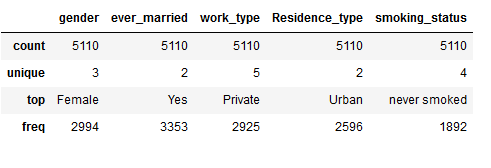 gender ever_married work_type Residence_type smoking_status
count 5110 5110 5110 5110 5110
unique 3 2 5 2 4
top Female Yes Private Urban never smoked
freq 2994 3353 2925 2596 1892